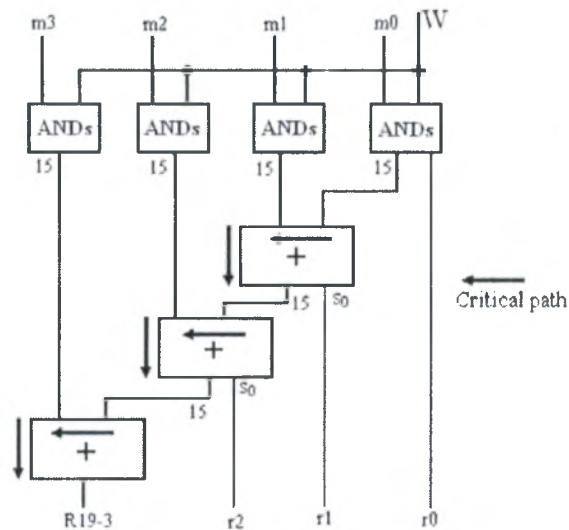 m3 m2 m1 m0 W
ANDs ANDs ANDs ANDs
15 15 15 15
+
15 s0
Critical path
+
15 s0
+
R19-3 r2 r1 r0